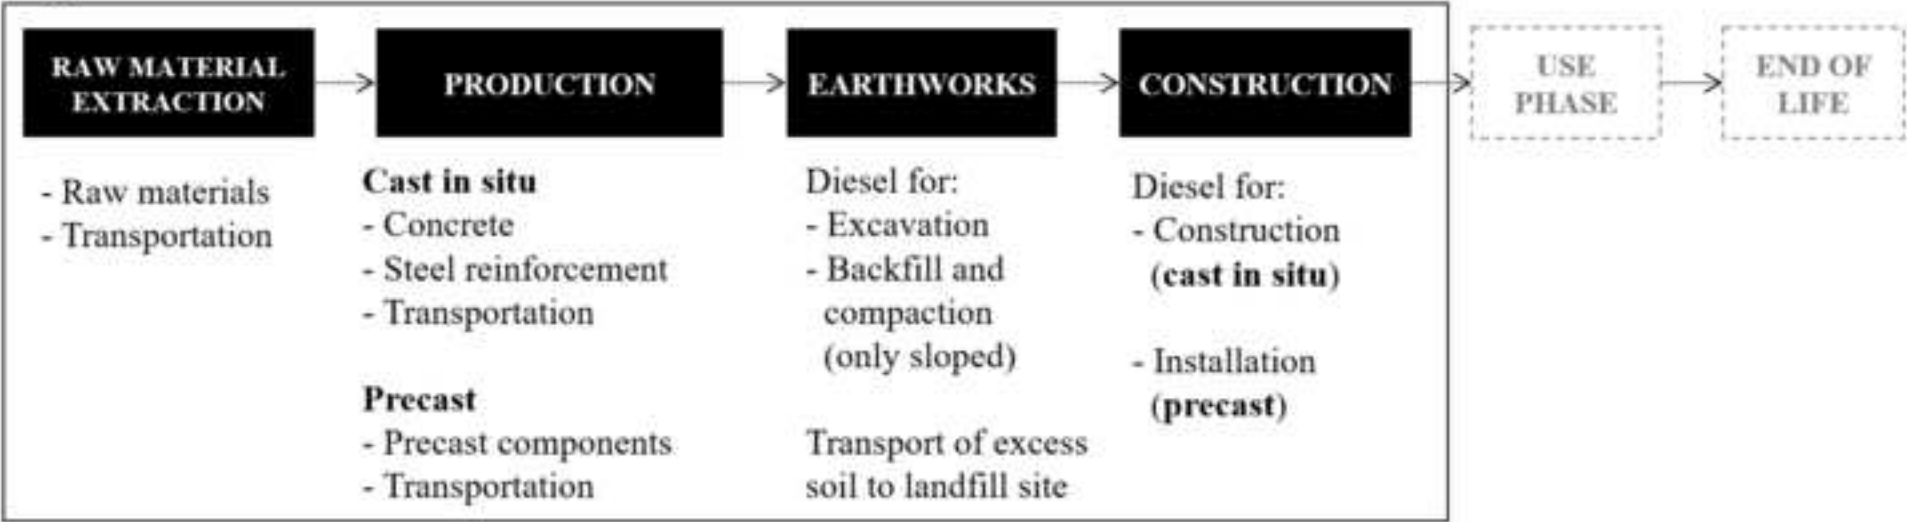 RAW MATERIAL
EXTRACTION
PRODUCTION
EARTHWORKS
CONSTRUCTION
USE
PHASE
END OF
LIFE
- Raw materials
- Transportation
Cast in situ
- Concrete
- Steel reinforcement
- Transportation
Precast
- Precast components
- Transportation
Diesel for:
- Excavation
- Backfill and
compaction
(only sloped)
Transport of excess
soil to landfill site
Diesel for:
- Construction
(cast in situ)
- Installation
(precast)